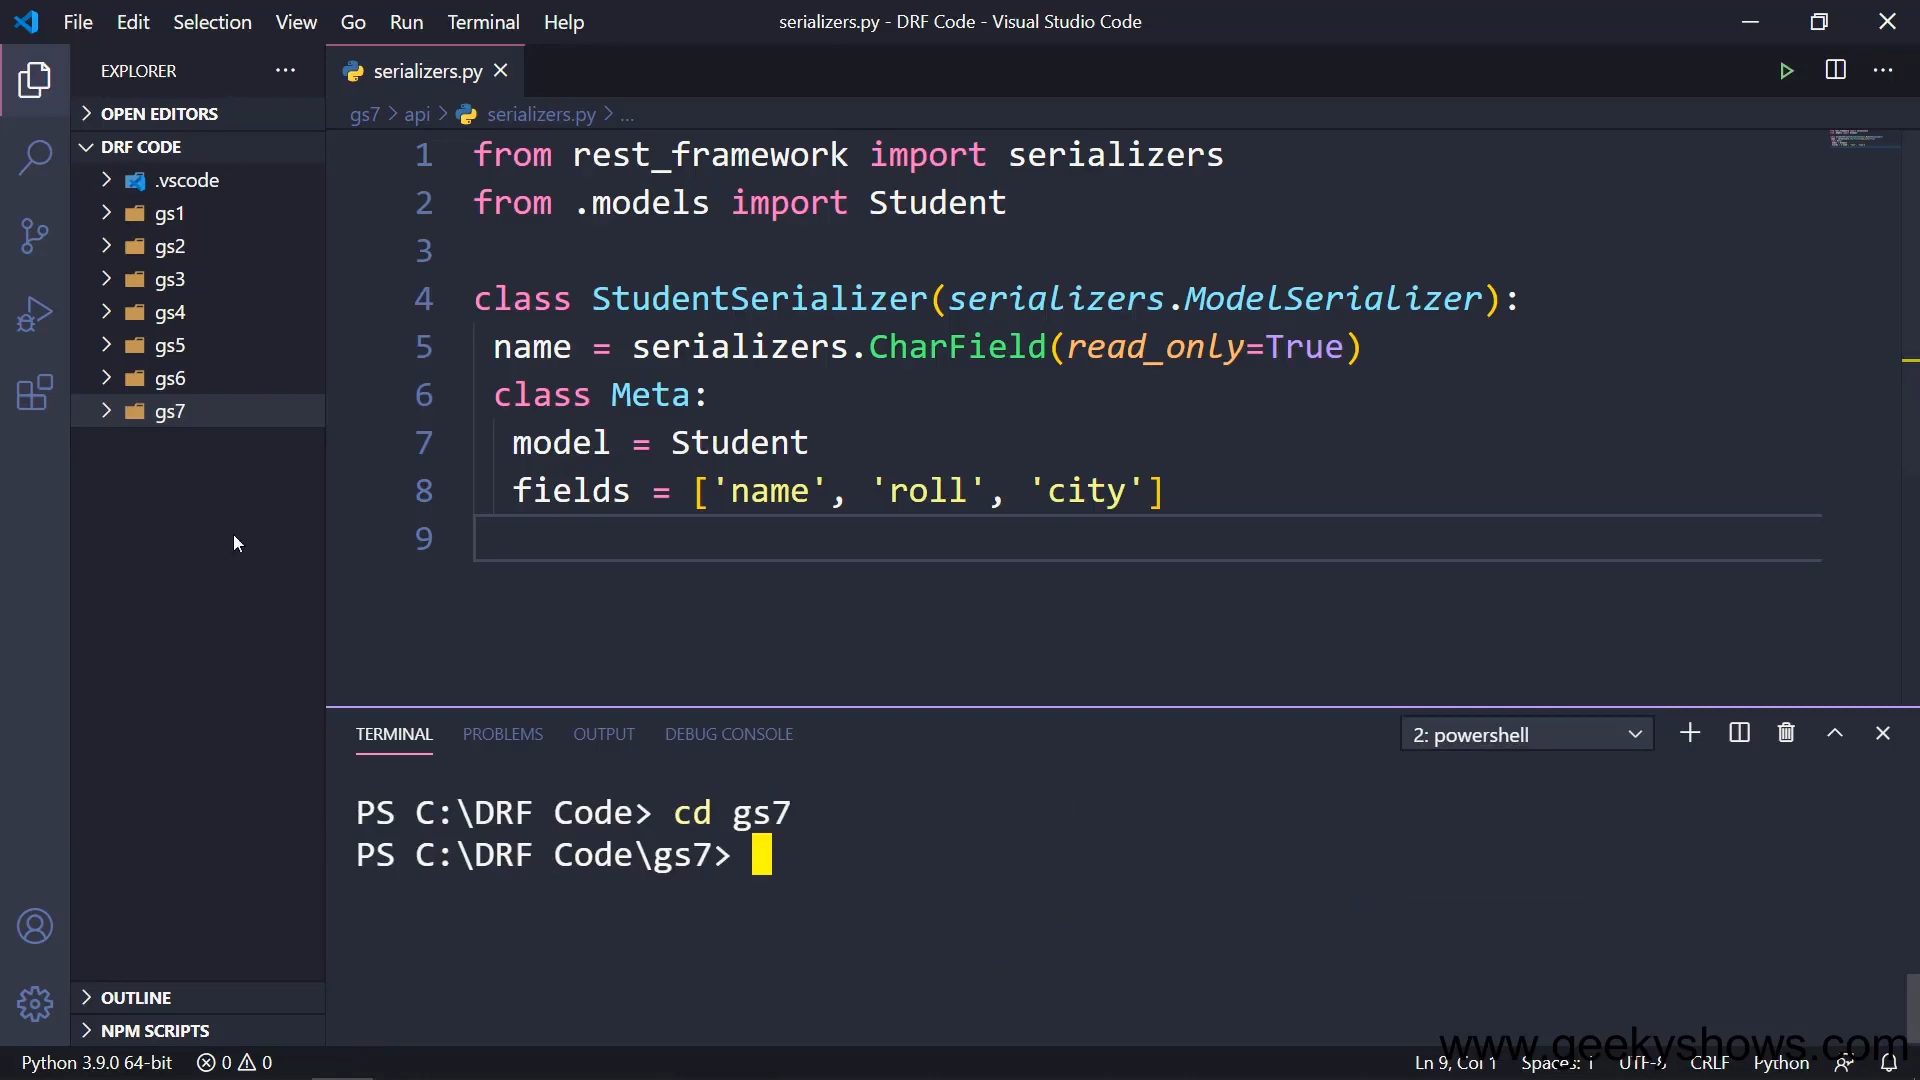 File Edit Selection View Go Run Terminal Help
serializers.py - DRF Code - Visual Studio Code
EXPLORER
OPEN EDITORS
DRF CODE
.vscode
gs1
gs2
gs3
gs4
gs5
gs6
gs7
OUTLINE
NPM SCRIPTS
serializers.py
gs7 > api > serializers.py > ...
1 from rest_framework import serializers
2 from .models import Student
3
4 class StudentSerializer(serializers.ModelSerializer):
5 name = serializers.CharField(read_only=True)
6 class Meta:
7 model = Student
8 fields = ['name', 'roll', 'city']
9
TERMINAL PROBLEMS OUTPUT DEBUG CONSOLE
2: powershell
PS C:\DRF Code> cd gs7
PS C:\DRF Code\gs7>
www.geekyshows.com
Python 3.9.0 64-bit 0 0
Ln 9, Col 1 Spaces: 1 UTF-8 CRLF Python